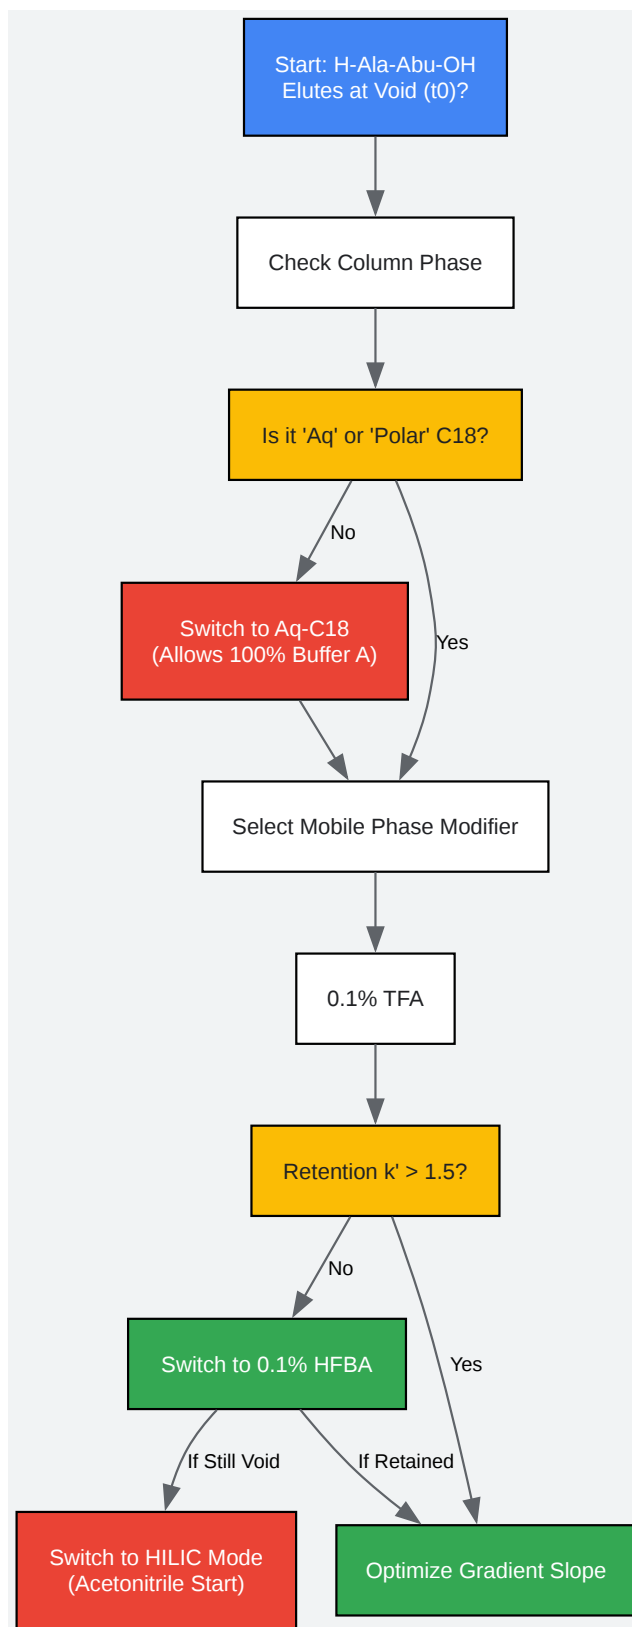 Start: H-Ala-Abu-OH
Elutes at Void (t0)?
Check Column Phase
Is it 'Aq' or 'Polar' C18?
No
Switch to Aq-C18
(Allows 100% Buffer A)
Yes
Select Mobile Phase Modifier
0.1% TFA
Retention k' > 1.5?
No
Switch to 0.1% HFBA
Yes
If Still Void
If Retained
Switch to HILIC Mode
(Acetonitrile Start)
Optimize Gradient Slope